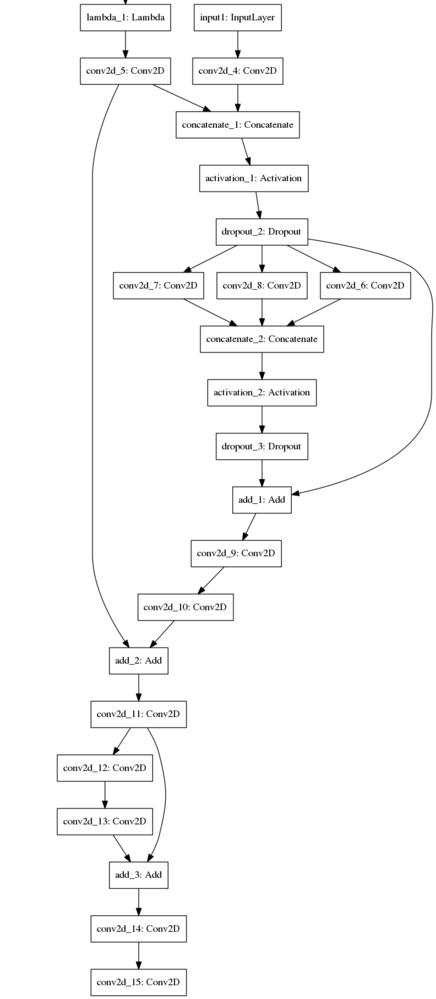 lambda_1: Lambda
input1: InputLayer
conv2d_5: Conv2D
conv2d_4: Conv2D
concatenate_1: Concatenate
activation_1: Activation
dropout_2: Dropout
conv2d_7: Conv2D
conv2d_8: Conv2D
conv2d_6: Conv2D
concatenate_2: Concatenate
activation_2: Activation
dropout_3: Dropout
add_1: Add
conv2d_9: Conv2D
conv2d_10: Conv2D
add_2: Add
conv2d_11: Conv2D
conv2d_12: Conv2D
conv2d_13: Conv2D
add_3: Add
conv2d_14: Conv2D
conv2d_15: Conv2D